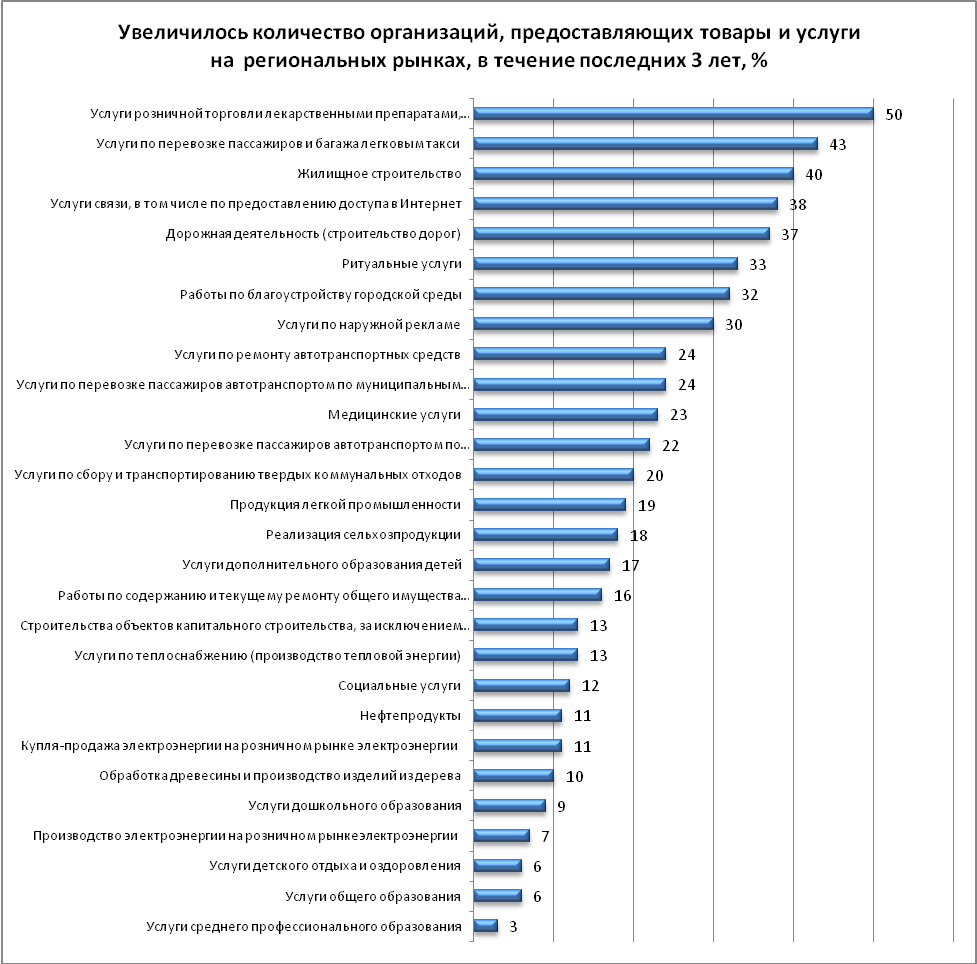 Увеличилось количество организаций, предоставляющих товары и услуги
на региональных рынках, в течение последних 3 лет, %
Услуги розничной торговли лекарственными препаратами,... 50
Услуги по перевозке пассажиров и багажа легковым такси 43
Жилищное строительство 40
Услуги связи, в том числе по предоставлению доступа в Интернет 38
Дорожная деятельность (строительство дорог) 37
Ритуальные услуги 33
Работы по благоустройству городской среды 32
Услуги по наружной рекламе 30
Услуги по ремонту автотранспортных средств 24
Услуги по перевозке пассажиров автотранспортом по муниципальным... 24
Медицинские услуги 23
Услуги по перевозке пассажиров автотранспортом по... 22
Услуги по сбору и транспортированию твердых коммунальных отходов 20
Продукция легкой промышленности 19
Реализация сельхозпродукции 18
Услуги дополнительного образования детей 17
Работы по содержанию и текущему ремонту общего имущества... 16
Строительства объектов капитального строительства, за исключением... 13
Услуги по теплоснабжению (производство тепловой энергии) 13
Социальные услуги 12
Нефтепродукты 11
Купля-продажа электроэнергии на розничном рынке электроэнергии 11
Обработка древесины и производство изделий из дерева 10
Услуги дошкольного образования 9
Производство электроэнергии на розничном рынке электроэнергии 7
Услуги детского отдыха и оздоровления 6
Услуги общего образования 6
Услуги среднего профессионального образования 3